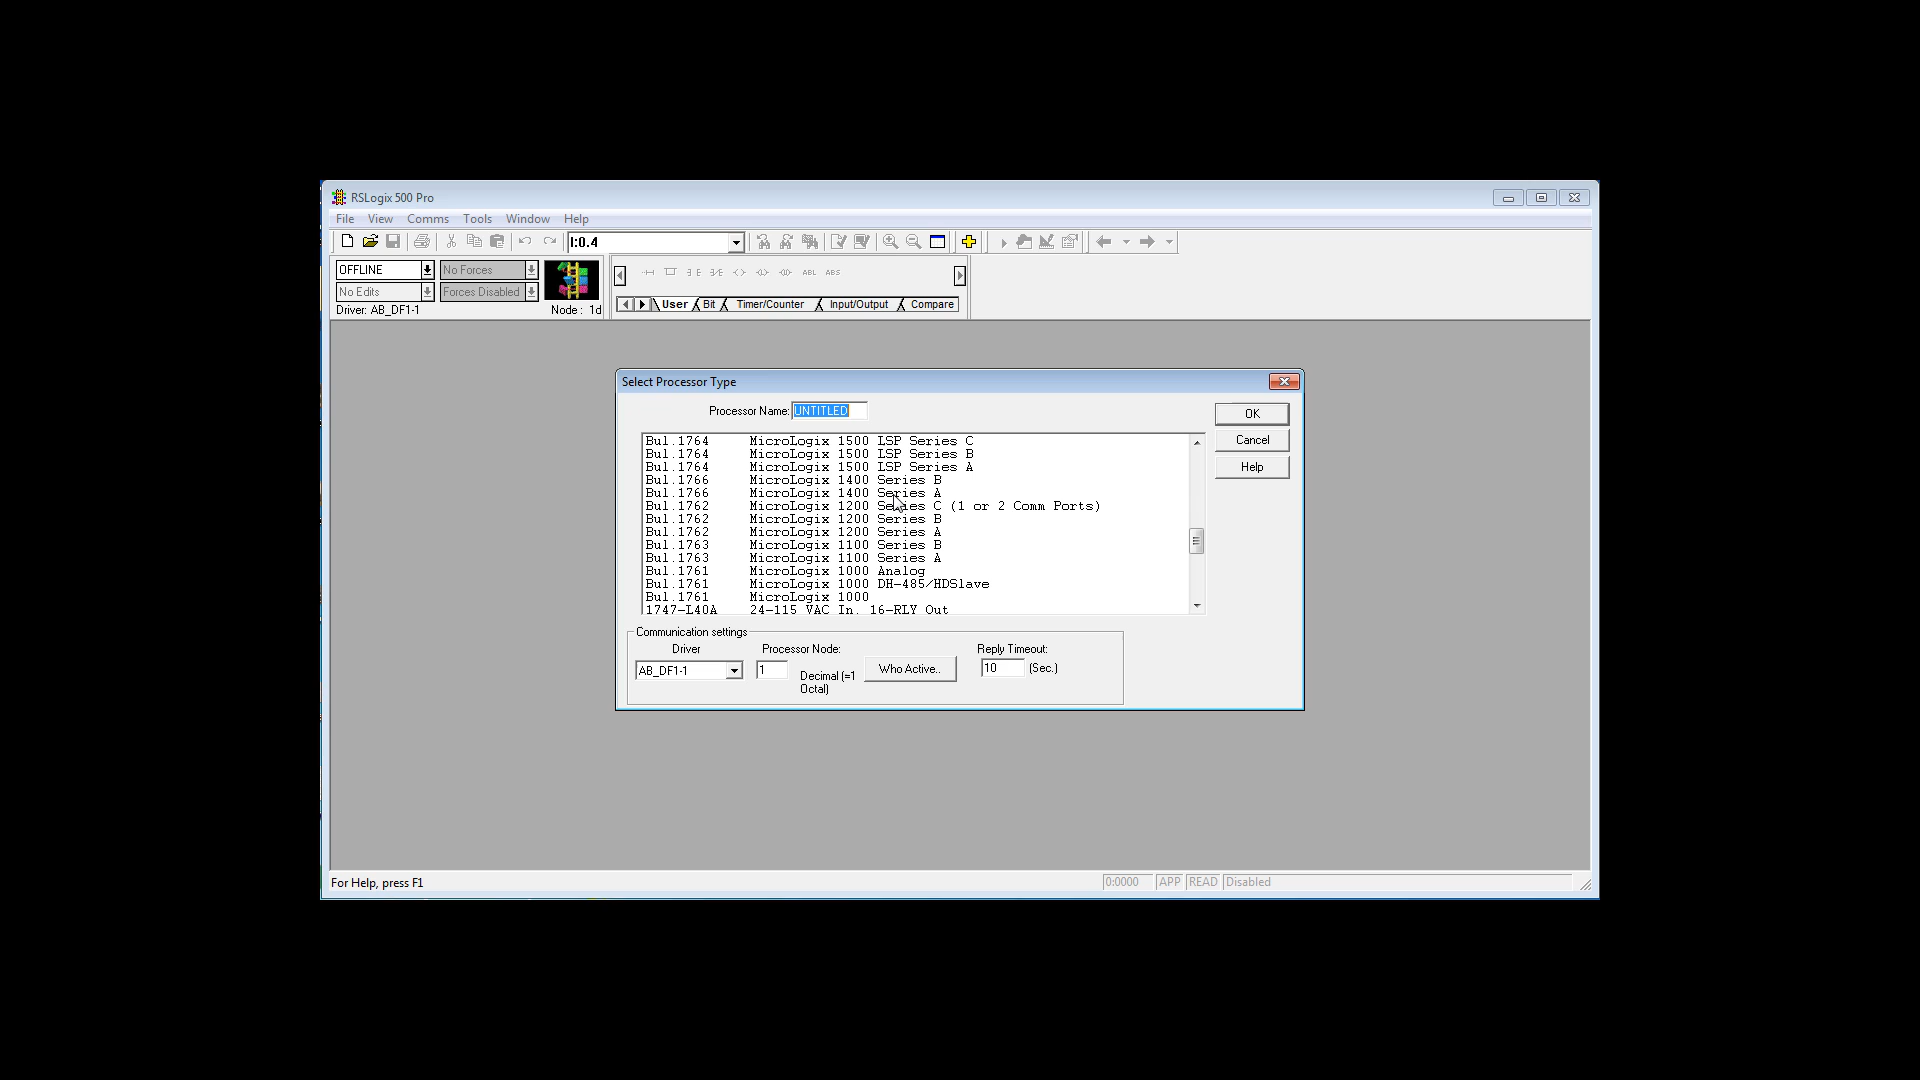 RSLogix 500 Pro
File View Comms Tools Window Help
I:0.4
OFFLINE No Forces
No Edits Forces Disabled
Driver: AB_DF1-1 Node : 1d
ABL ABS
User Bit Timer/Counter Input/Output Compare
Select Processor Type
Processor Name: UNTITLED
OK
Cancel
Help
Bul.1764 MicroLogix 1500 LSP Series C
Bul.1764 MicroLogix 1500 LSP Series B
Bul.1764 MicroLogix 1500 LSP Series A
Bul.1766 MicroLogix 1400 Series B
Bul.1766 MicroLogix 1400 Series A
Bul.1762 MicroLogix 1200 Series C (1 or 2 Comm Ports)
Bul.1762 MicroLogix 1200 Series B
Bul.1762 MicroLogix 1200 Series A
Bul.1763 MicroLogix 1100 Series B
Bul.1763 MicroLogix 1100 Series A
Bul.1761 MicroLogix 1000 Analog
Bul.1761 MicroLogix 1000 DH-485/HDSlave
Bul.1761 MicroLogix 1000
1747-L40A 24-115 VAC In. 16-RLY Out
Communication settings
Driver Processor Node: Reply Timeout:
AB_DF1-1 1 Decimal (=1 Octal) Who Active.. 10 (Sec.)
For Help, press F1 0:0000 APP READ Disabled